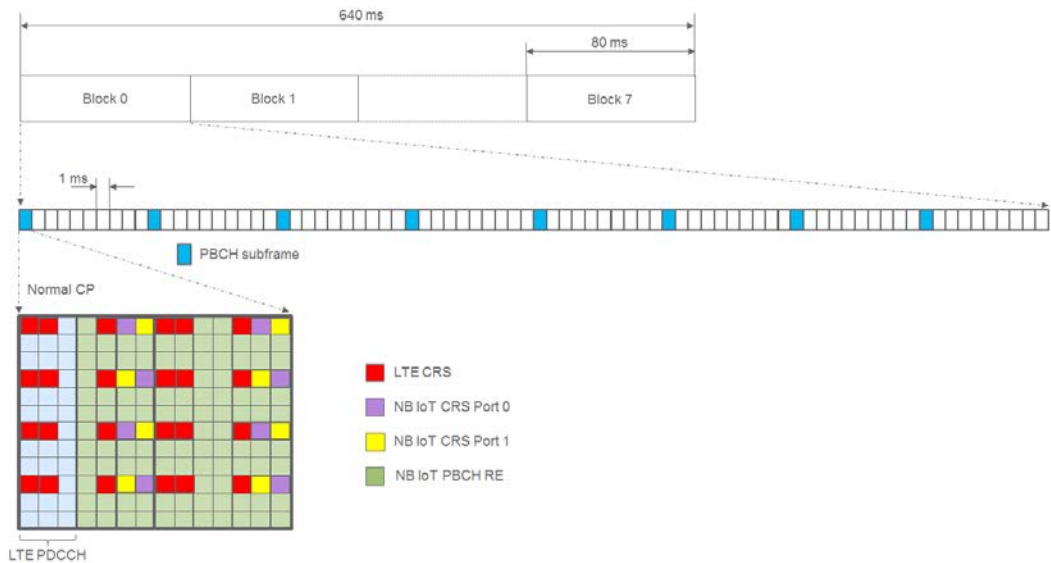 640 ms
80 ms
Block 0
Block 1
Block 7
1 ms
PBCH subframe
Normal CP
LTE CRS
NB IoT CRS Port 0
NB IoT CRS Port 1
NB IoT PBCH RE
LTE PDCCH